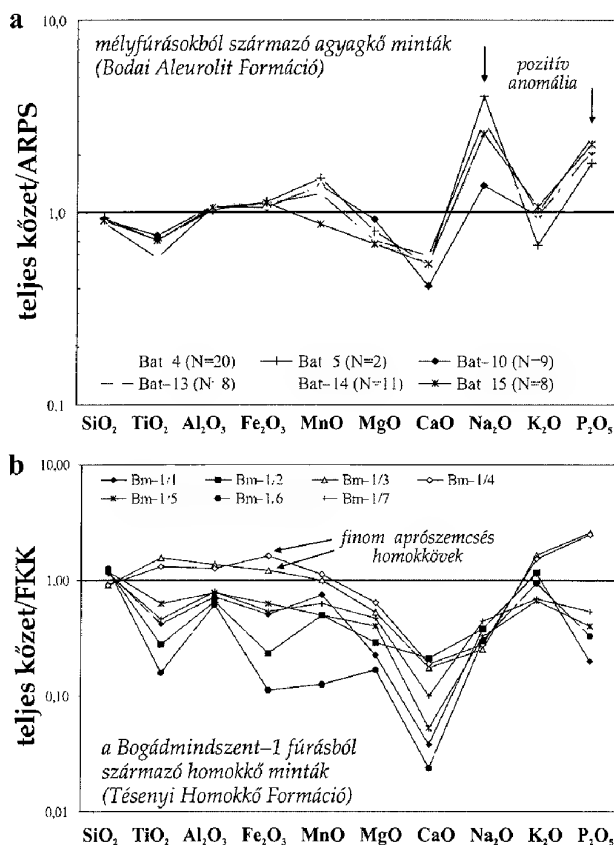 a
10,0
mélyfúrásokból származó agyagkő minták
(Bodai Aleurolit Formáció)
pozitív
anomália
teljes kőzet/ARPS
1,0
Bat–4 (N=20)
Bat–5 (N=2)
Bat–10 (N=9)
Bat–13 (N=8)
Bat–14 (N=11)
Bat–15 (N=8)
0.1
SiO₂ TiO₂ Al₂O₃ Fe₂O₃ MnO MgO CaO Na₂O K₂O P₂O₅
b
10,00
Bm–1/1
Bm–1/2
Bm–1/3
Bm–1/4
Bm–1/5
Bm–1/6
Bm–1/7
finom aprószemcsés
homokkövek
teljes kőzet/FKK
1.00
0,10
a Bogádmindszent–1 fúrásból
származó homokkő minták
(Tésenyi Homokkő Formáció)
0,01
SiO₂ TiO₂ Al₂O₃ Fe₂O₃ MnO MgO CaO Na₂O K₂O P₂O₅